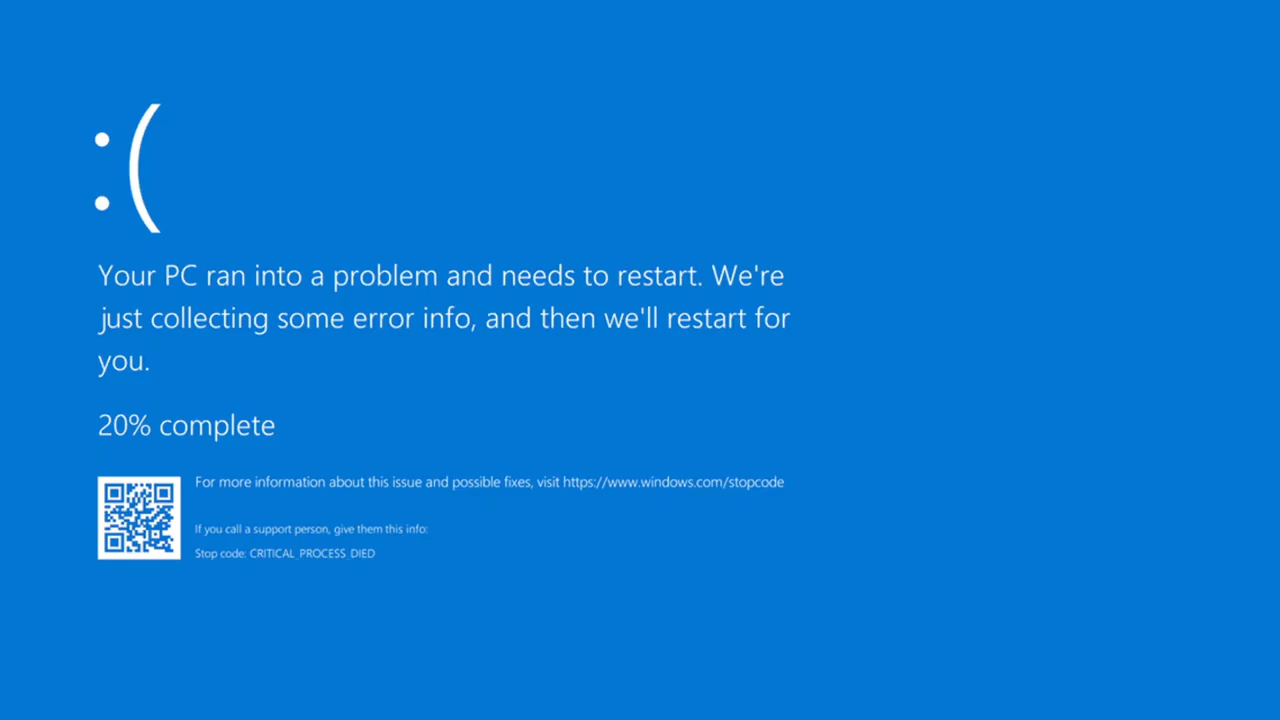 :(
Your PC ran into a problem and needs to restart. We're
just collecting some error info, and then we'll restart for
you.
20% complete
For more information about this issue and possible fixes, visit https://www.windows.com/stopcode
If you call a support person, give them this info:
Stop code: CRITICAL_PROCESS_DIED